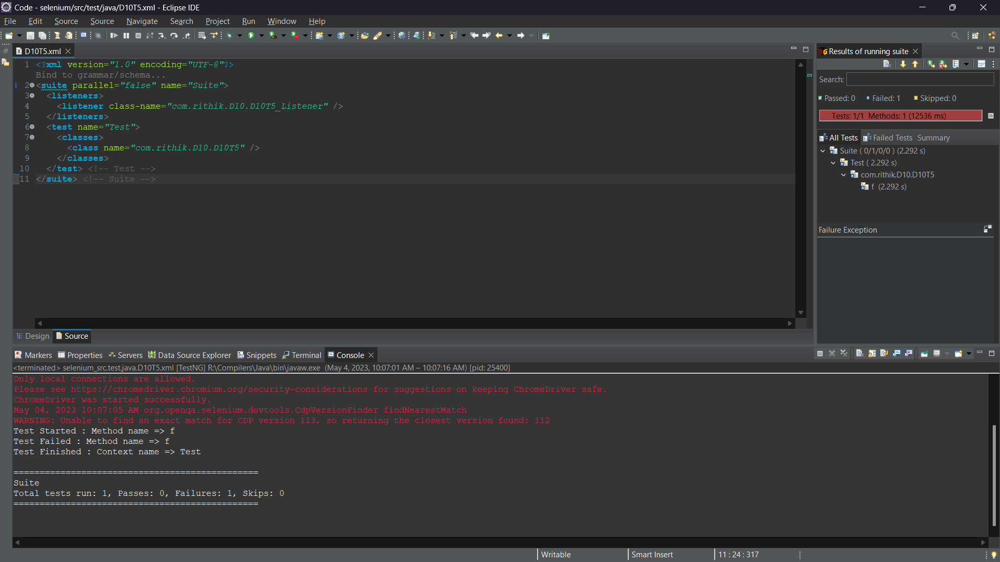 Code - selenium/src/test/java/D10T5.xml - Eclipse IDE
File Edit Source Source Navigate Search Project Run Window Help
D10T5.xml
1 <?xml version="1.0" encoding="UTF-8"?>
Bind to grammar/schema...
2 <suite parallel="false" name="Suite">
3 <listeners>
4 <listener class-name="com.rithik.D10.D10T5_Listener" />
5 </listeners>
6 <test name="Test">
7 <classes>
8 <class name="com.rithik.D10.D10T5" />
9 </classes>
10 </test> <!-- Test -->
11 </suite> <!-- Suite -->
Design Source
Results of running suite
Search:
Passed: 0 Failed: 1 Skipped: 0
Tests: 1/1 Methods: 1 (12536 ms)
All Tests Failed Tests Summary
Suite ( 0/1/0/0 ) (2.292 s)
Test ( 2.292 s)
com.rithik.D10.D10T5
f (2.292 s)
Failure Exception
Markers Properties Servers Data Source Explorer Snippets Terminal Console
<terminated> selenium_src.test.java.D10T5.xml [TestNG] R:\Compilers\Java\bin\javaw.exe (May 4, 2023, 10:07:01 AM – 10:07:16 AM) [pid: 25400]
Only local connections are allowed.
Please see https://chromedriver.chromium.org/security-considerations for suggestions on keeping ChromeDriver safe.
ChromeDriver was started successfully.
May 04, 2023 10:07:05 AM org.openqa.selenium.devtools.CdpVersionFinder findNearestMatch
WARNING: Unable to find an exact match for CDP version 113, so returning the closest version found: 112
Test Started : Method name => f
Test Failed : Method name => f
Test Finished : Context name => Test
===============================================
Suite
Total tests run: 1, Passes: 0, Failures: 1, Skips: 0
===============================================
Writable Smart Insert 11 : 24 : 317